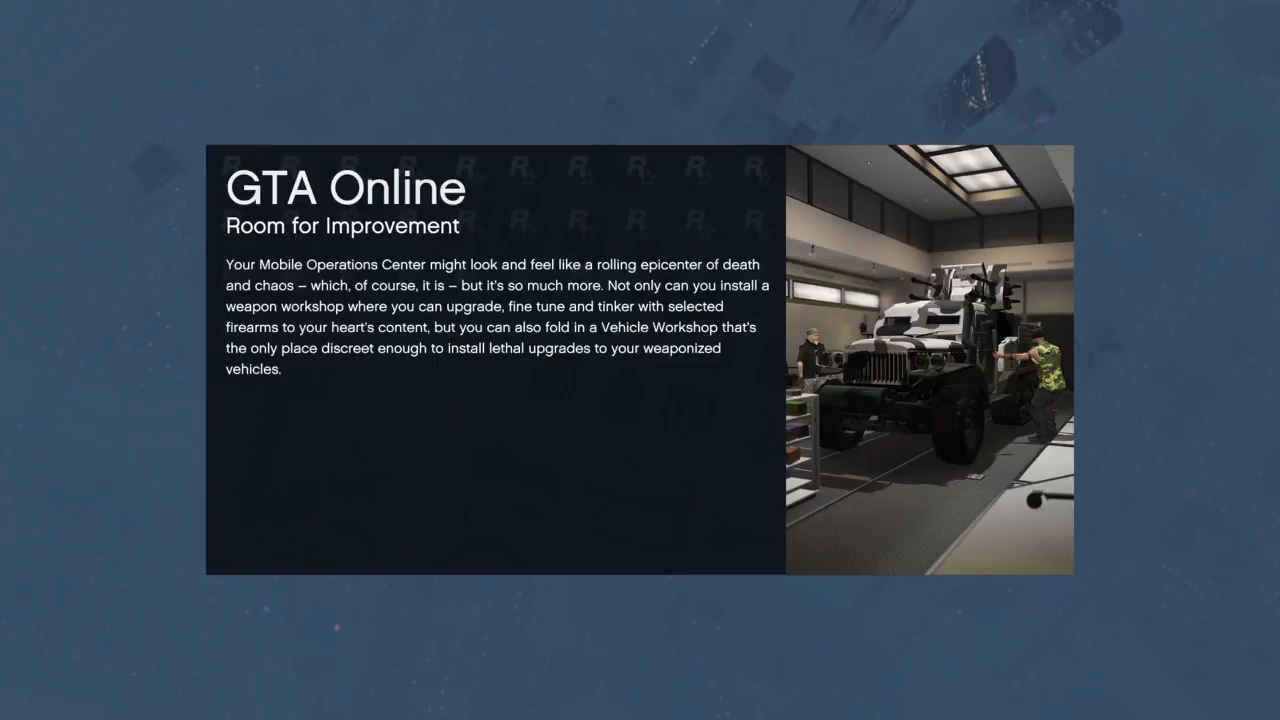 GTA Online
Room for Improvement
Your Mobile Operations Center might look and feel like a rolling epicenter of death
and chaos – which, of course, it is – but it's so much more. Not only can you install a
weapon workshop where you can upgrade, fine tune and tinker with selected
firearms to your heart's content, but you can also fold in a Vehicle Workshop that's
the only place discreet enough to install lethal upgrades to your weaponized
vehicles.